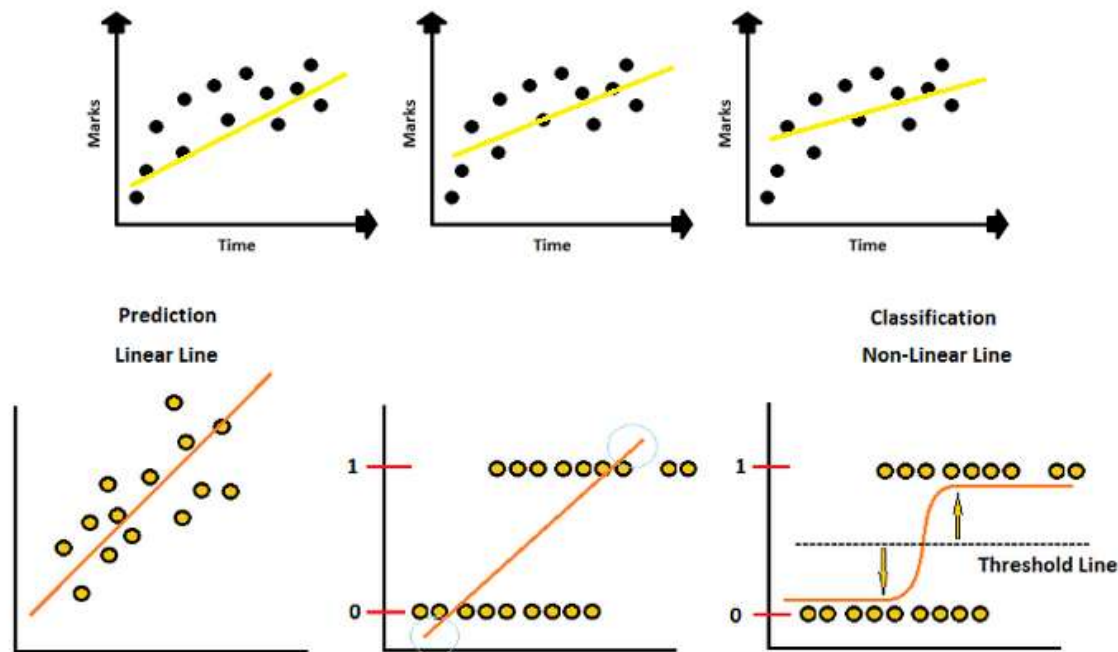 Marks
Time
Marks
Time
Marks
Time
Prediction
Linear Line
Classification
Non-Linear Line
1
0
1
Threshold Line
0